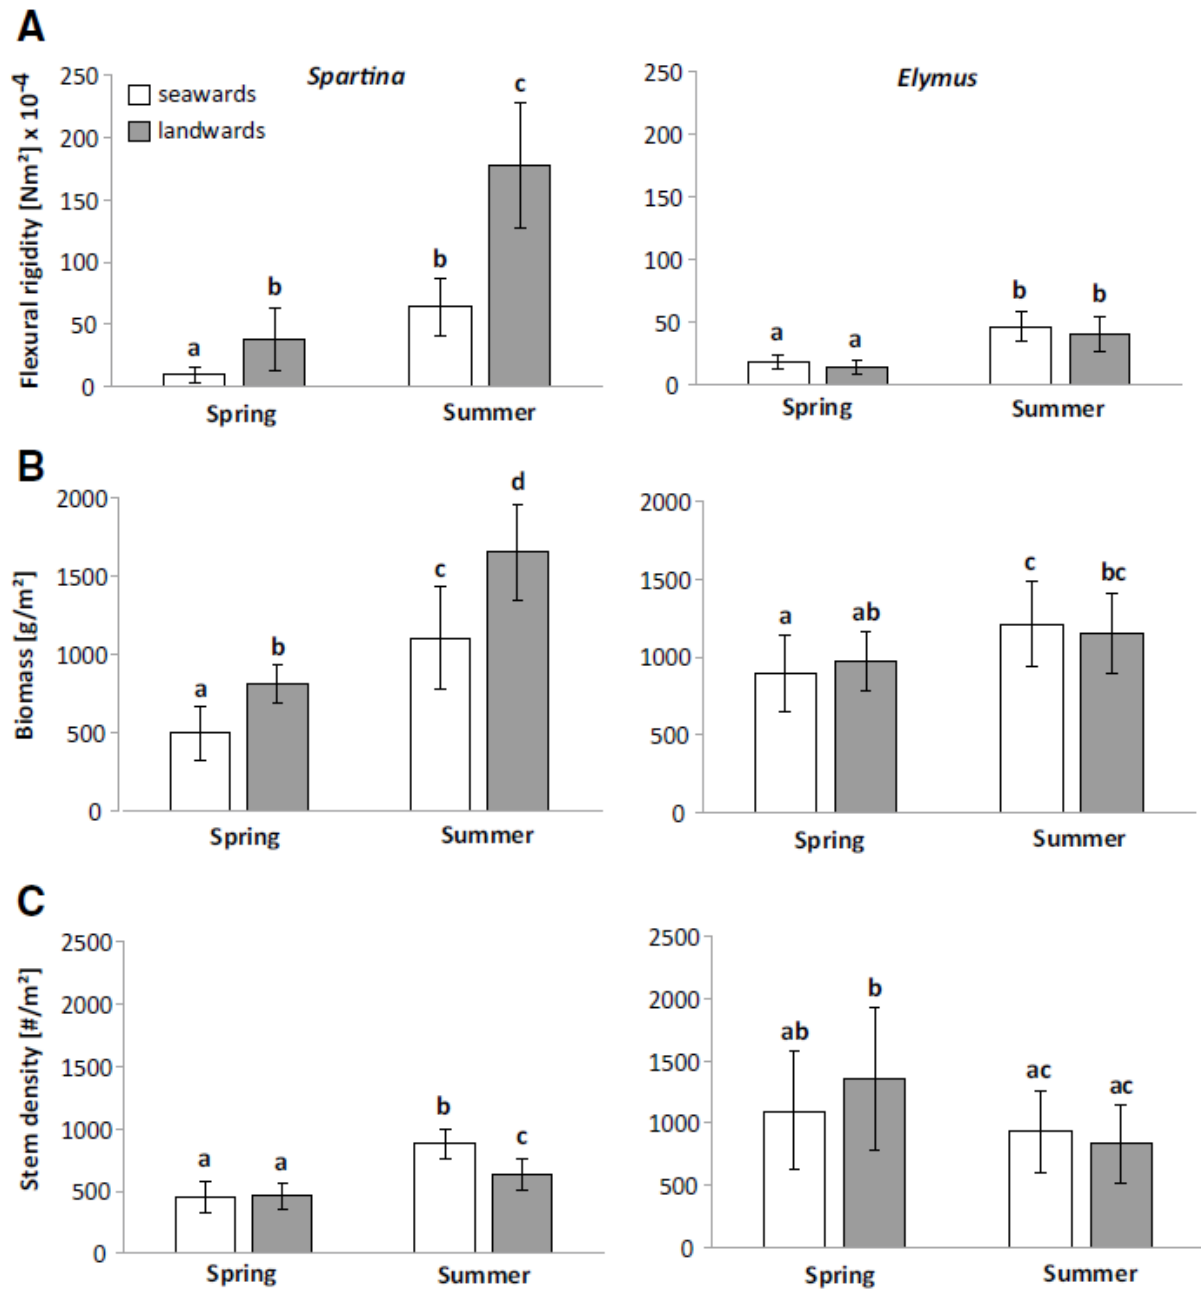 A
Spartina
Elymus
seawards
landwards
Flexural rigidity [Nm²] x 10⁻⁴
250
200
150
100
50
0
a
b
b
c
Spring
Summer
250
200
150
100
50
0
a
a
b
b
Spring
Summer
B
Biomass [g/m²]
2000
1500
1000
500
0
a
b
c
d
Spring
Summer
2000
1500
1000
500
0
a
ab
c
bc
Spring
Summer
C
Stem density [#/m²]
2500
2000
1500
1000
500
0
a
a
b
c
Spring
Summer
2500
2000
1500
1000
500
0
ab
b
ac
ac
Spring
Summer